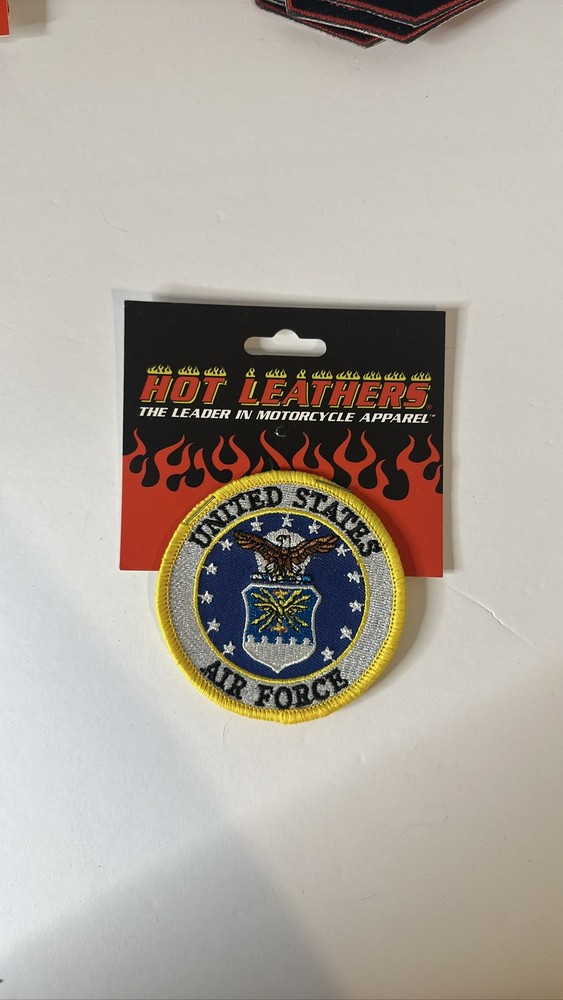 HOT LEATHERS®
THE LEADER IN MOTORCYCLE APPAREL™
UNITED STATES
AIR FORCE